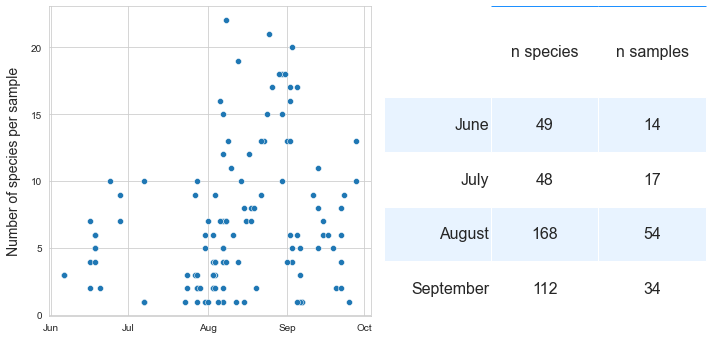 Number of species per sample
20
15
10
5
0
Jun Jul Aug Sep Oct
n species n samples
June 49 14
July 48 17
August 168 54
September 112 34